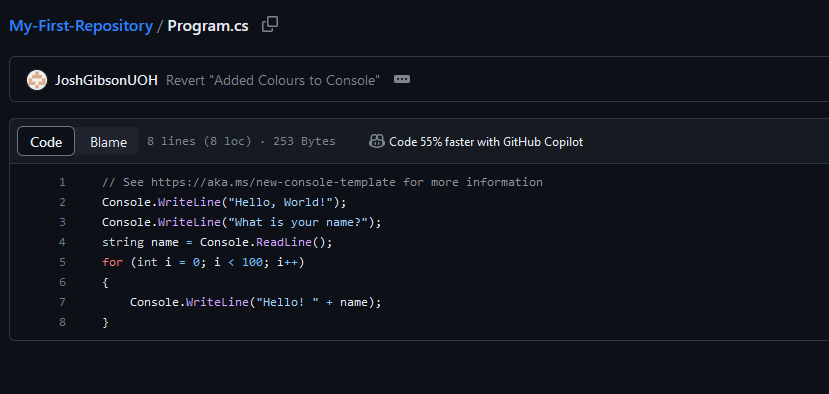 My-First-Repository / Program.cs
JoshGibsonUOH Revert "Added Colours to Console" ...
Code Blame 8 lines (8 loc) · 253 Bytes Code 55% faster with GitHub Copilot
1 // See https://aka.ms/new-console-template for more information
2 Console.WriteLine("Hello, World!");
3 Console.WriteLine("What is your name?");
4 string name = Console.ReadLine();
5 for (int i = 0; i < 100; i++)
6 {
7     Console.WriteLine("Hello! " + name);
8 }